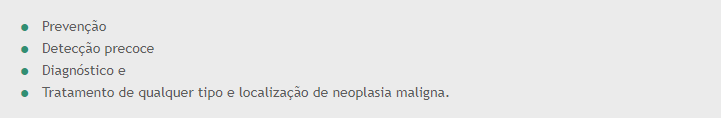 Prevenção
Detecção precoce
Diagnóstico e
Tratamento de qualquer tipo e localização de neoplasia maligna.